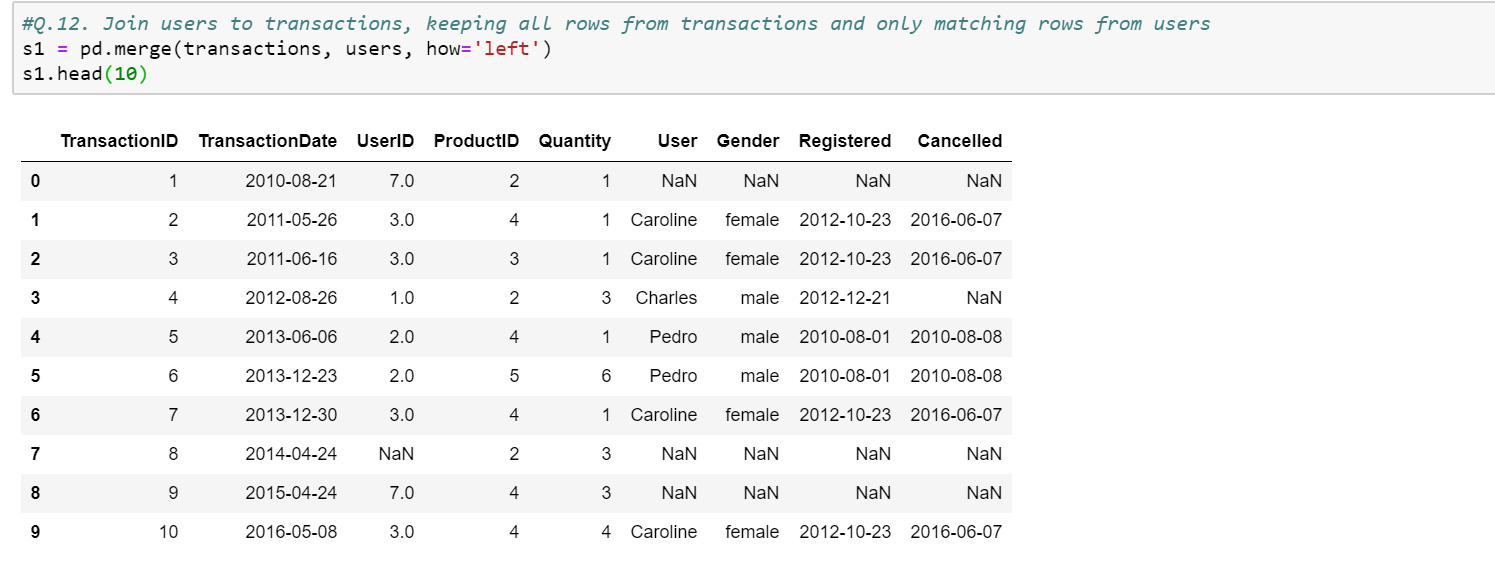 #Q.12. Join users to transactions, keeping all rows from transactions and only matching rows from users
s1 = pd.merge(transactions, users, how='left')
s1.head(10)
TransactionID TransactionDate UserID ProductID Quantity User Gender Registered Cancelled
0 1 2010-08-21 7.0 2 1 NaN NaN NaN NaN
1 2 2011-05-26 3.0 4 1 Caroline female 2012-10-23 2016-06-07
2 3 2011-06-16 3.0 3 1 Caroline female 2012-10-23 2016-06-07
3 4 2012-08-26 1.0 2 3 Charles male 2012-12-21 NaN
4 5 2013-06-06 2.0 4 1 Pedro male 2010-08-01 2010-08-08
5 6 2013-12-23 2.0 5 6 Pedro male 2010-08-01 2010-08-08
6 7 2013-12-30 3.0 4 1 Caroline female 2012-10-23 2016-06-07
7 8 2014-04-24 NaN 2 3 NaN NaN NaN NaN
8 9 2015-04-24 7.0 4 3 NaN NaN NaN NaN
9 10 2016-05-08 3.0 4 4 Caroline female 2012-10-23 2016-06-07